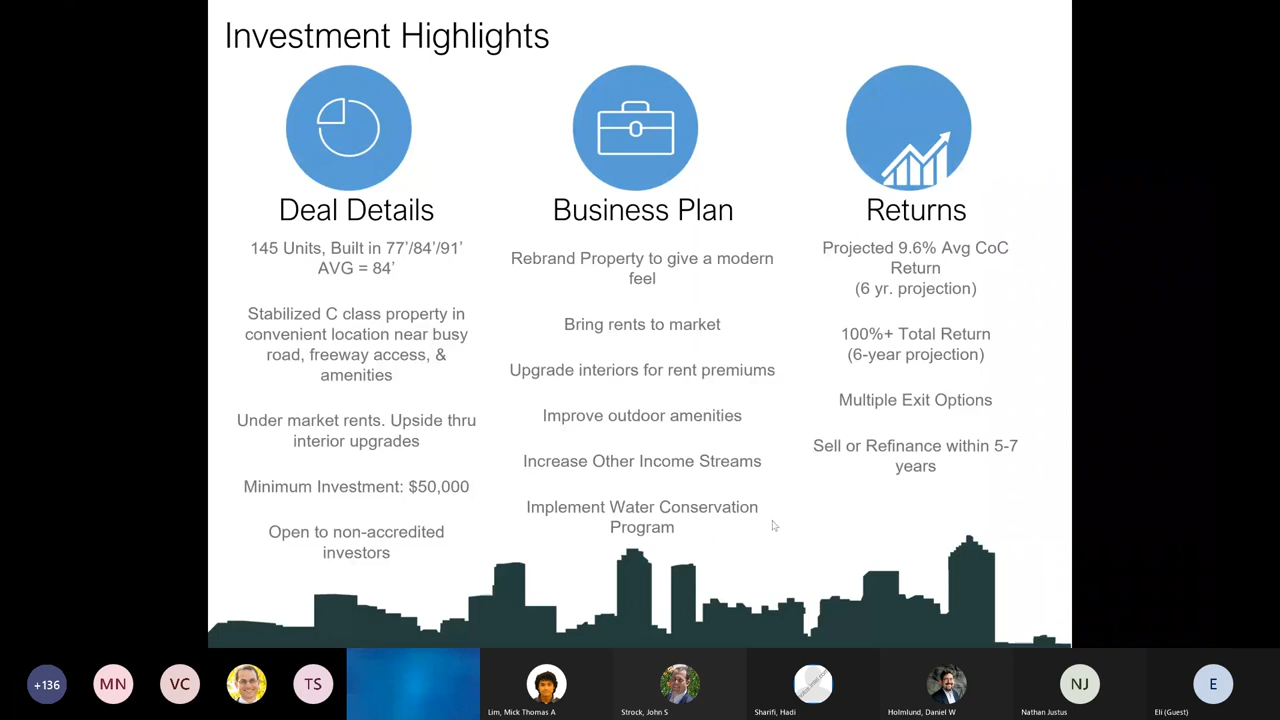 Investment Highlights
Deal Details
145 Units, Built in 77’/84’/91’
AVG = 84’
Stabilized C class property in
convenient location near busy
road, freeway access, &
amenities
Under market rents. Upside thru
interior upgrades
Minimum Investment: $50,000
Open to non-accredited
investors
Business Plan
Rebrand Property to give a modern
feel
Bring rents to market
Upgrade interiors for rent premiums
Improve outdoor amenities
Increase Other Income Streams
Implement Water Conservation
Program
Returns
Projected 9.6% Avg CoC
Return
(6 yr. projection)
100%+ Total Return
(6-year projection)
Multiple Exit Options
Sell or Refinance within 5-7
years
+136
MN
VC
TS
Lim, Mick Thomas A
Strock, John S
Sharifi, Hadi
Holmlund, Daniel W
NJ
Nathan Justus
E
Eli (Guest)